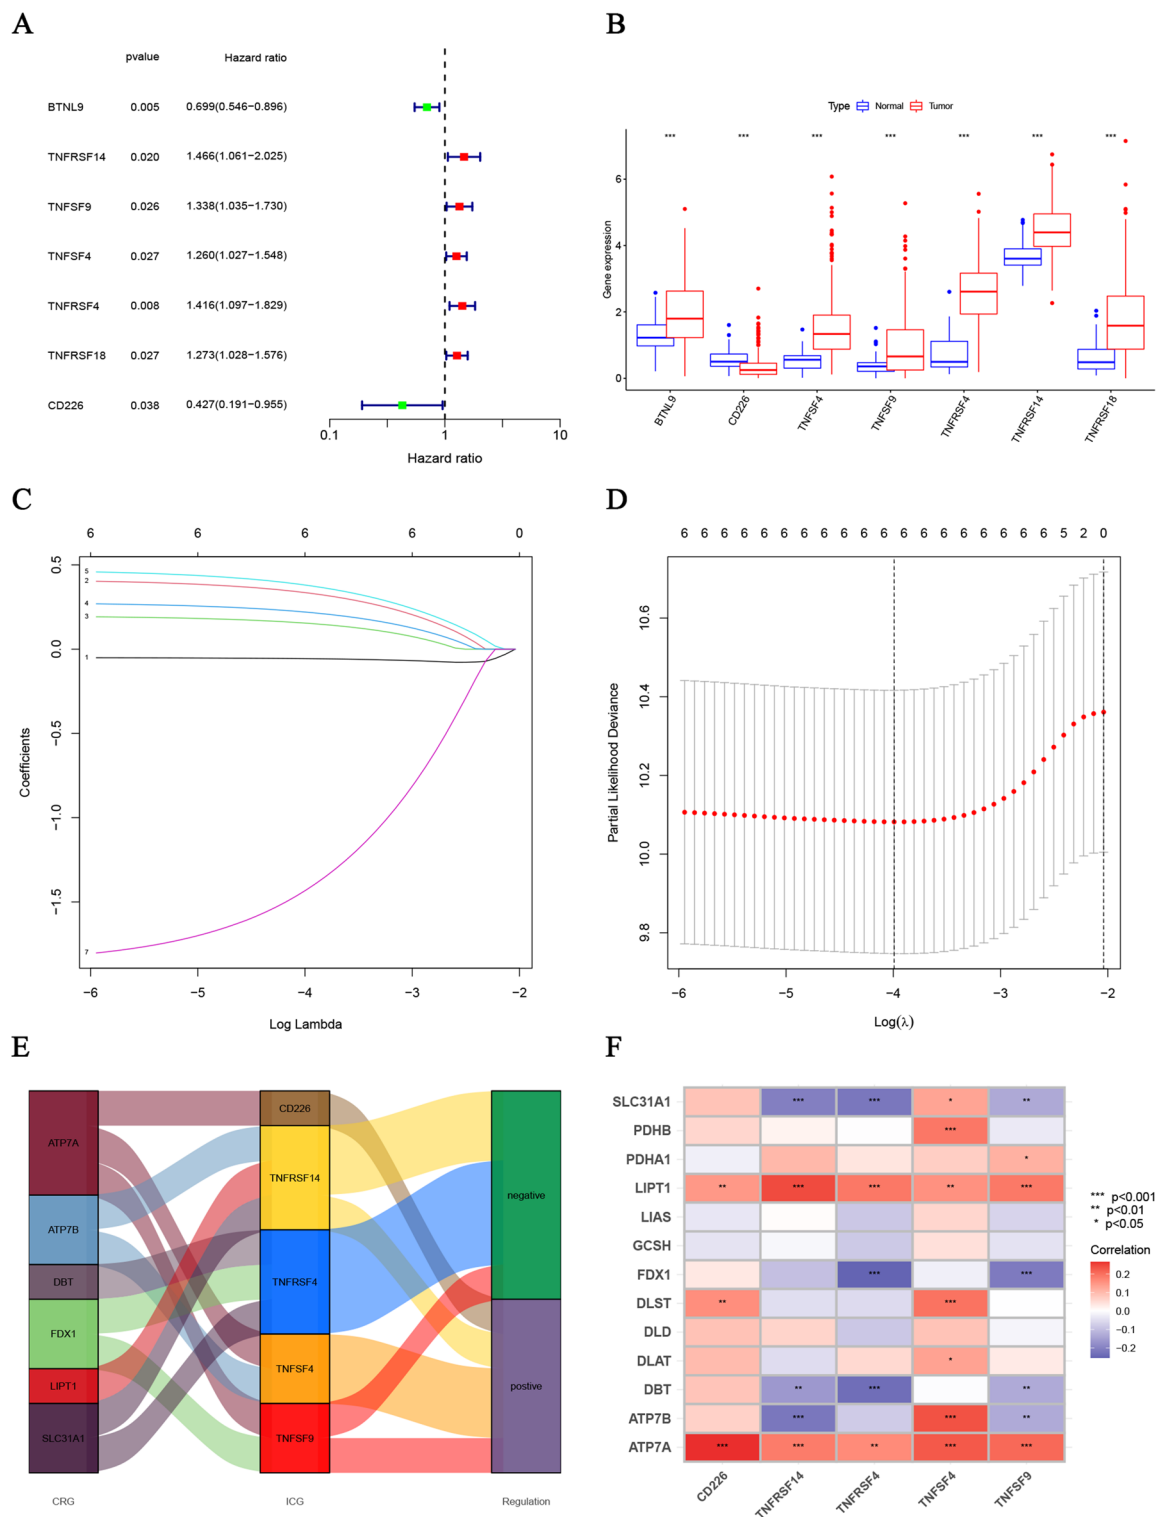 A
pvalue Hazard ratio
BTNL9 0.005 0.699(0.546−0.896)
TNFRSF14 0.020 1.466(1.061−2.025)
TNFSF9 0.026 1.338(1.035−1.730)
TNFSF4 0.027 1.260(1.027−1.548)
TNFRSF4 0.008 1.416(1.097−1.829)
TNFRSF18 0.027 1.273(1.028−1.576)
CD226 0.038 0.427(0.191−0.955)
0.1 1 10
Hazard ratio
B
Type Normal Tumor
*** *** *** *** *** *** ***
Gene expression
6
4
2
0
BTNL9 CD226 TNFSF4 TNFSF9 TNFRSF4 TNFRSF14 TNFRSF18
C
6 6 6 0
Coefficients
0.5
0.0
−0.5
−1.0
−1.5
5
2
4
3
1
7
−6 −5 −4 −3 −2
Log Lambda
D
6 6 6 6 6 6 6 6 6 6 6 6 6 6 6 6 6 6 6 5 2 0
Partial Likelihood Deviance
10.6
10.4
10.2
10.0
9.8
−6 −5 −4 −3 −2
Log(λ)
E
ATP7A
ATP7B
DBT
FDX1
LIPT1
SLC31A1
CD226
TNFRSF14
TNFRSF4
TNFSF4
TNFSF9
negative
postive
CRG ICG Regulation
F
SLC31A1 *** *** * **
PDHB ***
PDHA1 *
LIPT1 ** *** *** ** ***
LIAS
GCSH
FDX1 *** ***
DLST ** ***
DLD
DLAT *
DBT ** *** **
ATP7B *** *** **
ATP7A *** *** ** *** ***
CD226 TNFRSF14 TNFRSF4 TNFSF4 TNFSF9
*** p<0.001
** p<0.01
* p<0.05
Correlation
0.2
0.1
0.0
−0.1
−0.2